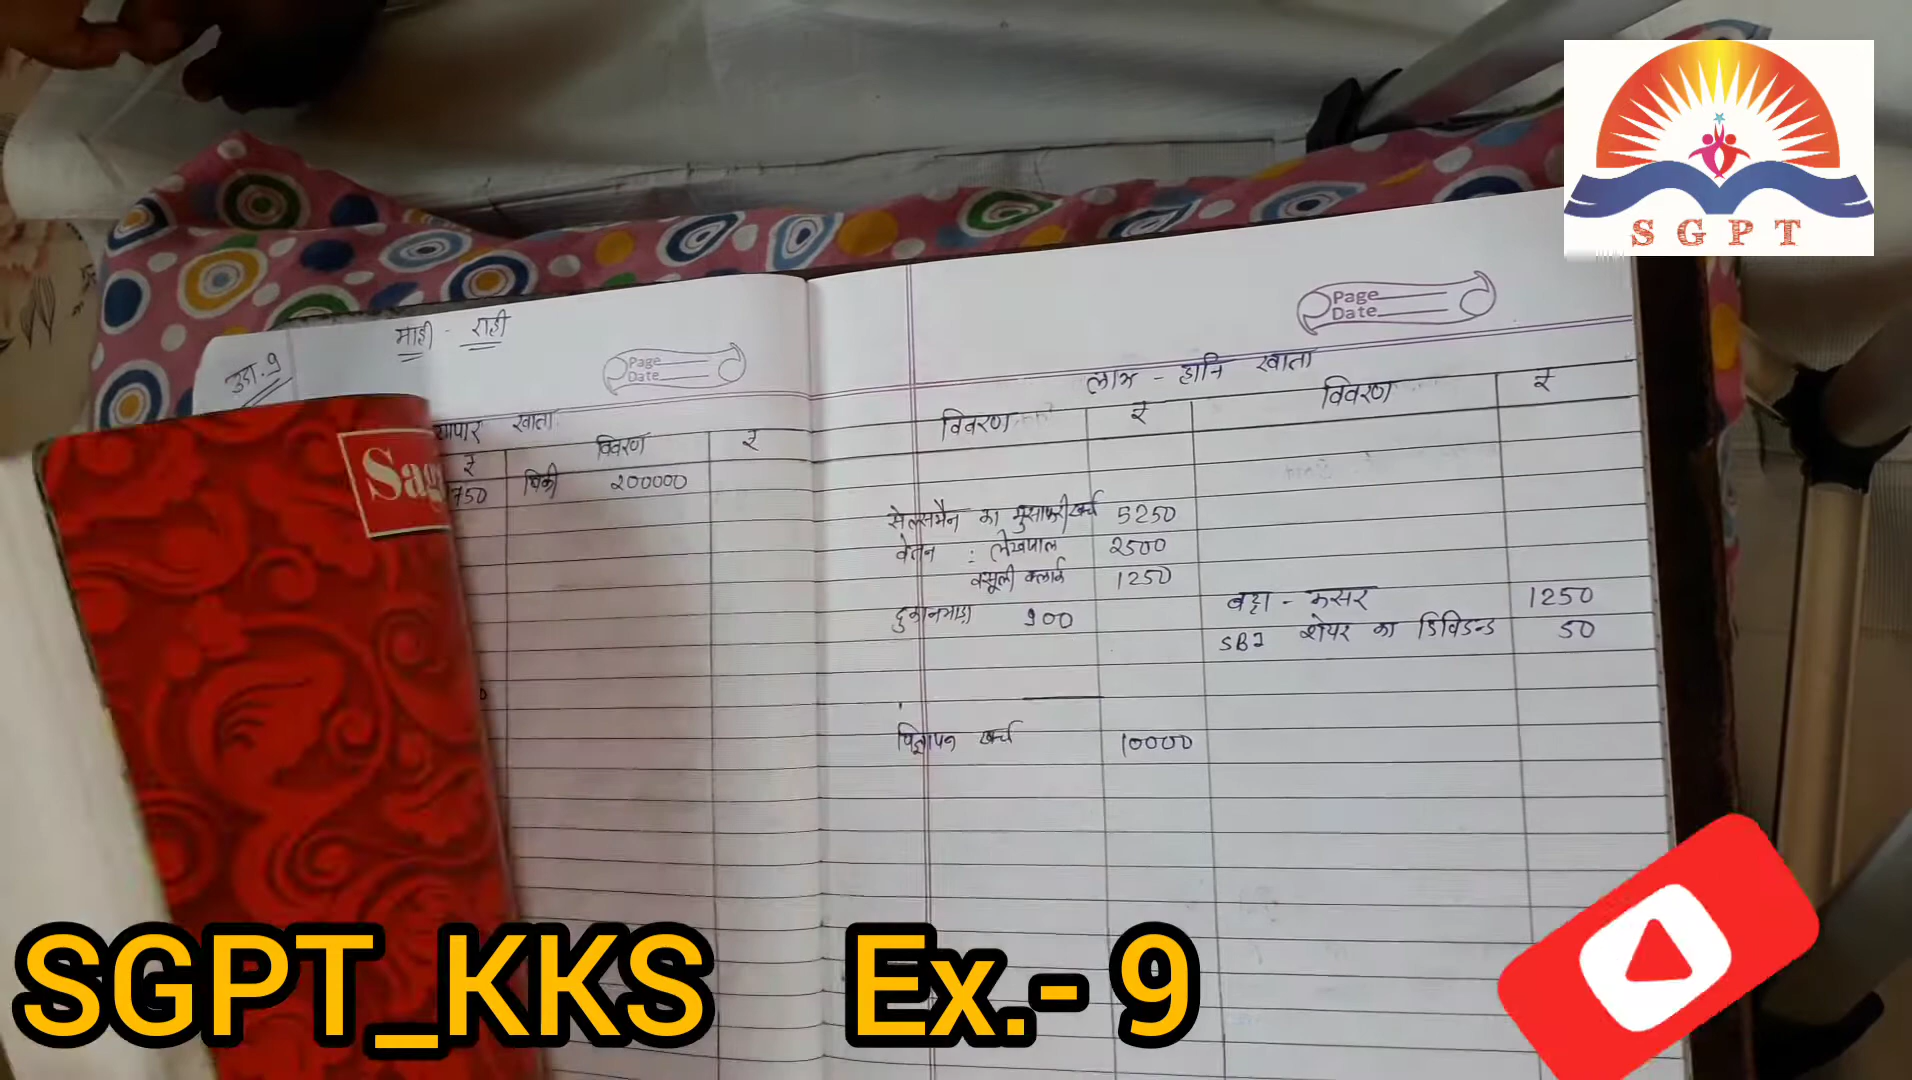 SGPT
माही - राही
उदा. 9
Page
Date
Page
Date
खाता
विवरण ₹
₹
750 बिक्री 200000
लाभ - हानि खाता
विवरण ₹ विवरण ₹
सेल्समैन का मुसाफरी खर्च 5250
वेतन : लेखपाल 2500
वसूली क्लार्क 1250
दुकानभाडा 900
बट्टा - कसर 1250
SBI शेयर का डिविडन्ड 50
विज्ञापन खर्च 10000
Sag
SGPT_KKS Ex.- 9